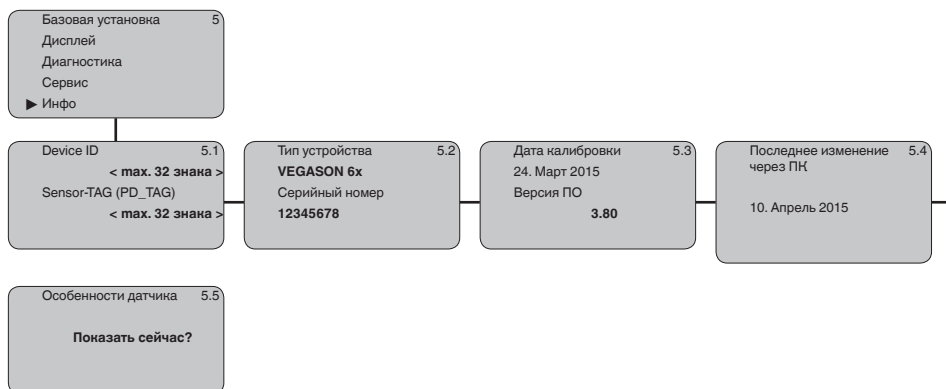 Базовая установка 5
Дисплей
Диагностика
Сервис
▶ Инфо
Device ID 5.1
< max. 32 знака >
Sensor-TAG (PD_TAG)
< max. 32 знака >
Тип устройства 5.2
VEGASON 6x
Серийный номер
12345678
Дата калибровки 5.3
24. Март 2015
Версия ПО
3.80
Последнее изменение 5.4
через ПК
10. Апрель 2015
Особенности датчика 5.5
Показать сейчас?